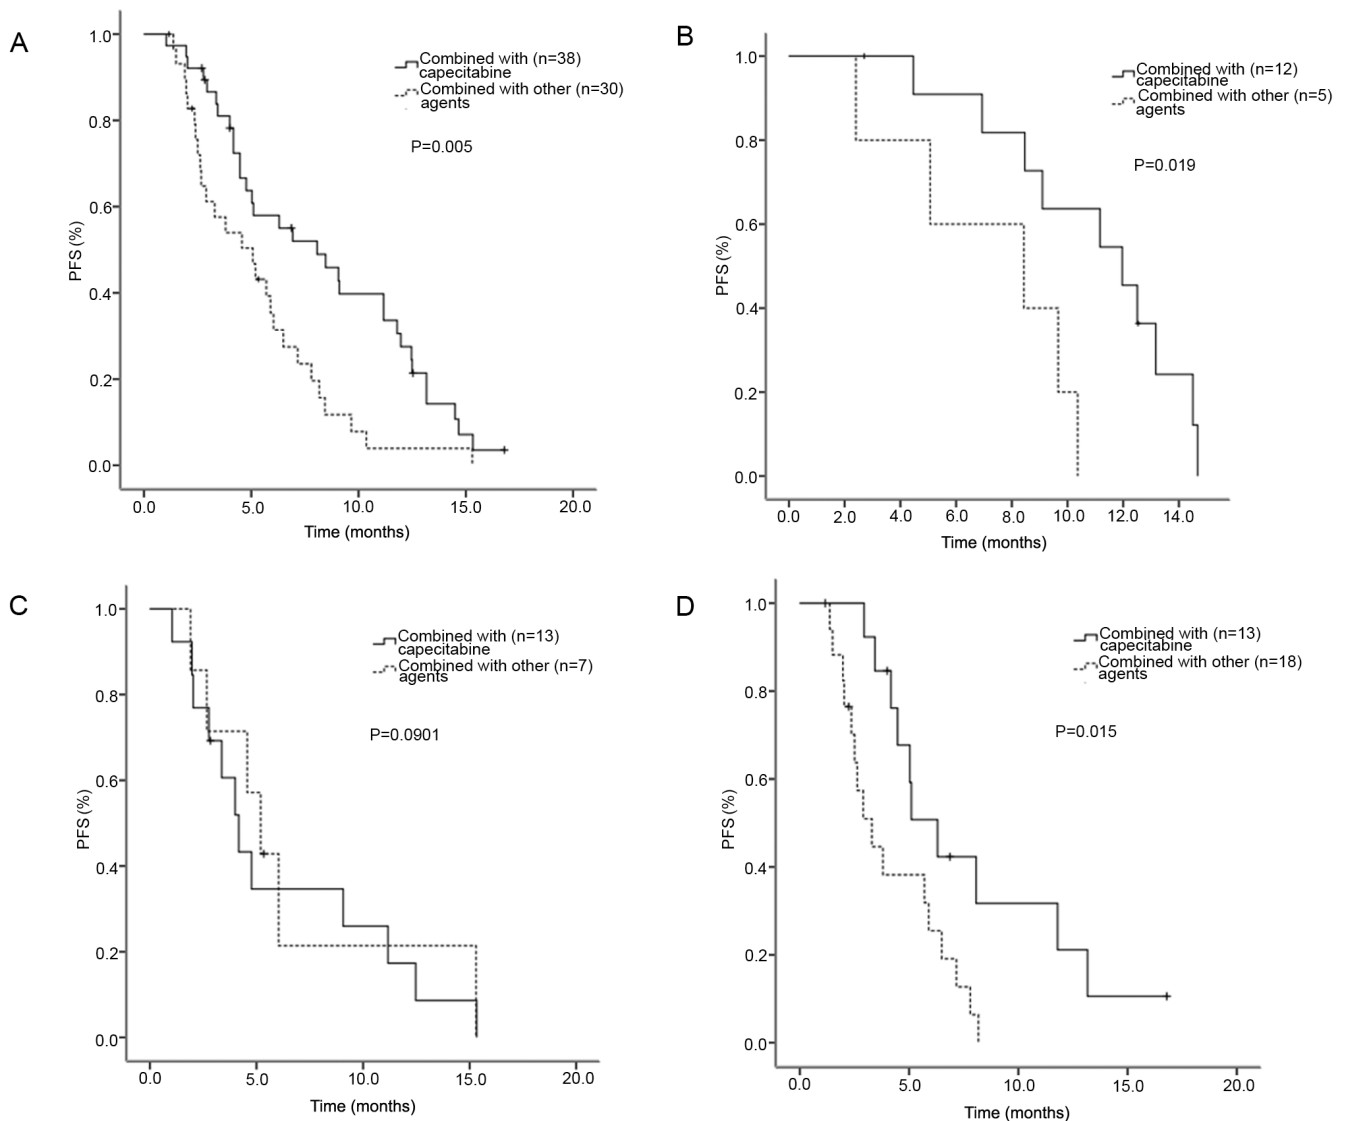 A
1.0
0.8
0.6
0.4
0.2
0.0
PFS (%)
0.0 5.0 10.0 15.0 20.0
Time (months)
Combined with (n=38)
capecitabine
Combined with other (n=30)
agents
P=0.005
B
1.0
0.8
0.6
0.4
0.2
0.0
PFS (%)
0.0 2.0 4.0 6.0 8.0 10.0 12.0 14.0
Time (months)
Combined with (n=12)
capecitabine
Combined with other (n=5)
agents
P=0.019
C
1.0
0.8
0.6
0.4
0.2
0.0
PFS (%)
0.0 5.0 10.0 15.0 20.0
Time (months)
Combined with (n=13)
capecitabine
Combined with other (n=7)
agents
P=0.0901
D
1.0
0.8
0.6
0.4
0.2
0.0
PFS (%)
0.0 5.0 10.0 15.0 20.0
Time (months)
Combined with (n=13)
capecitabine
Combined with other (n=18)
agents
P=0.015